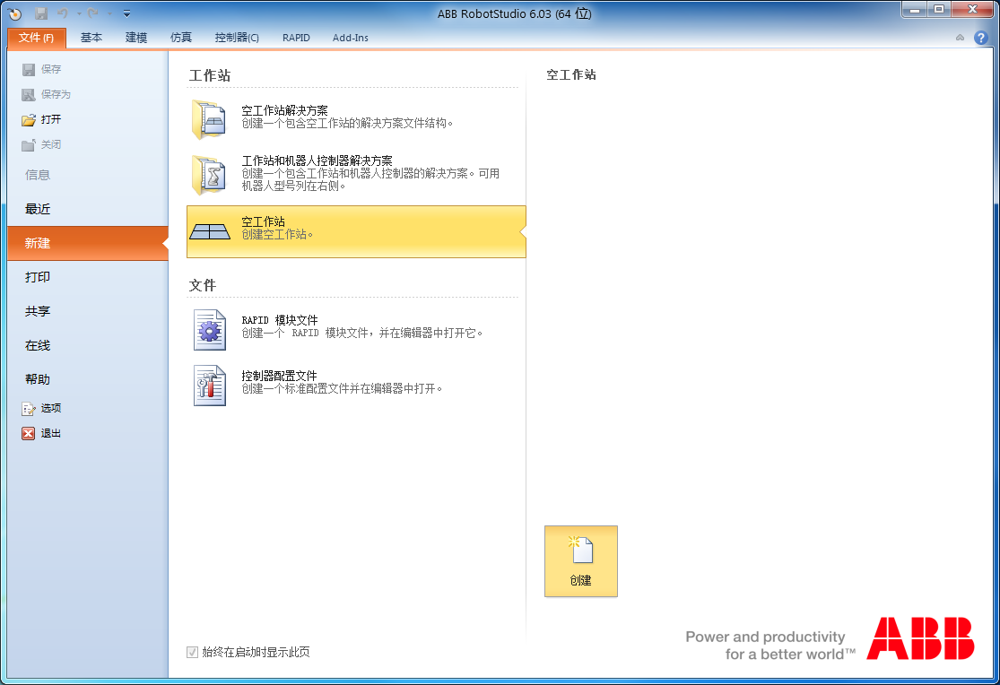 ABB RobotStudio 6.03 (64 位)
文件(F) 基本 建模 仿真 控制器(C) RAPID Add-Ins
保存
保存为
打开
关闭
信息
最近
新建
打印
共享
在线
帮助
选项
退出
工作站
空工作站解决方案
创建一个包含空工作站的解决方案文件结构。
工作站和机器人控制器解决方案
创建一个包含工作站和机器人控制器的解决方案。可用
机器人型号列在右侧。
空工作站
创建空工作站。
文件
RAPID 模块文件
创建一个 RAPID 模块文件，并在编辑器中打开它。
控制器配置文件
创建一个标准配置文件并在编辑器中打开。
始终在启动时显示此页
空工作站
创建
Power and productivity
for a better world™
ABB